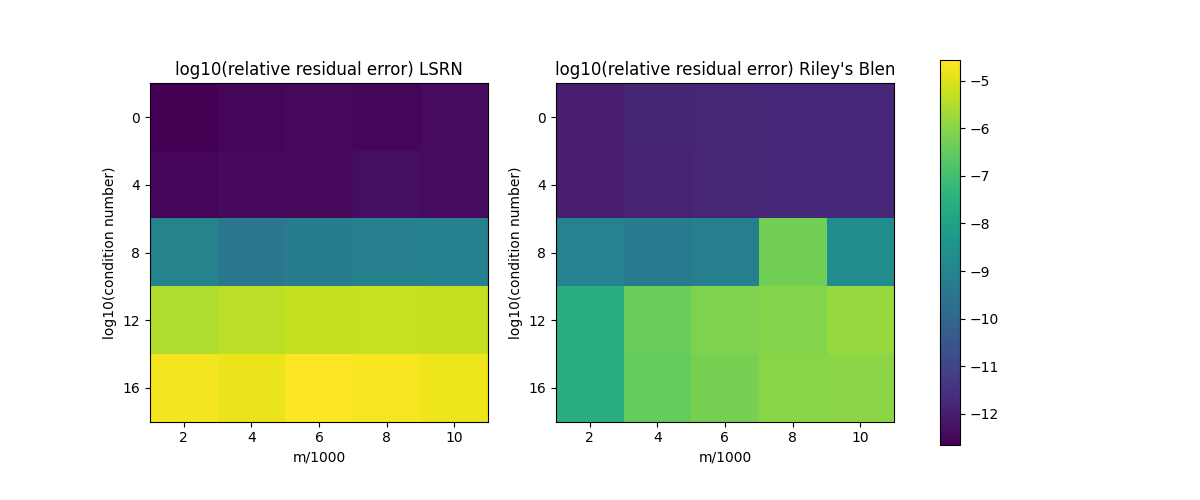 log10(relative residual error) LSRN
log10(condition number)
0
4
8
12
16
2 4 6 8 10
m/1000
log10(relative residual error) Riley's Blen
log10(condition number)
0
4
8
12
16
2 4 6 8 10
m/1000
−5
−6
−7
−8
−9
−10
−11
−12